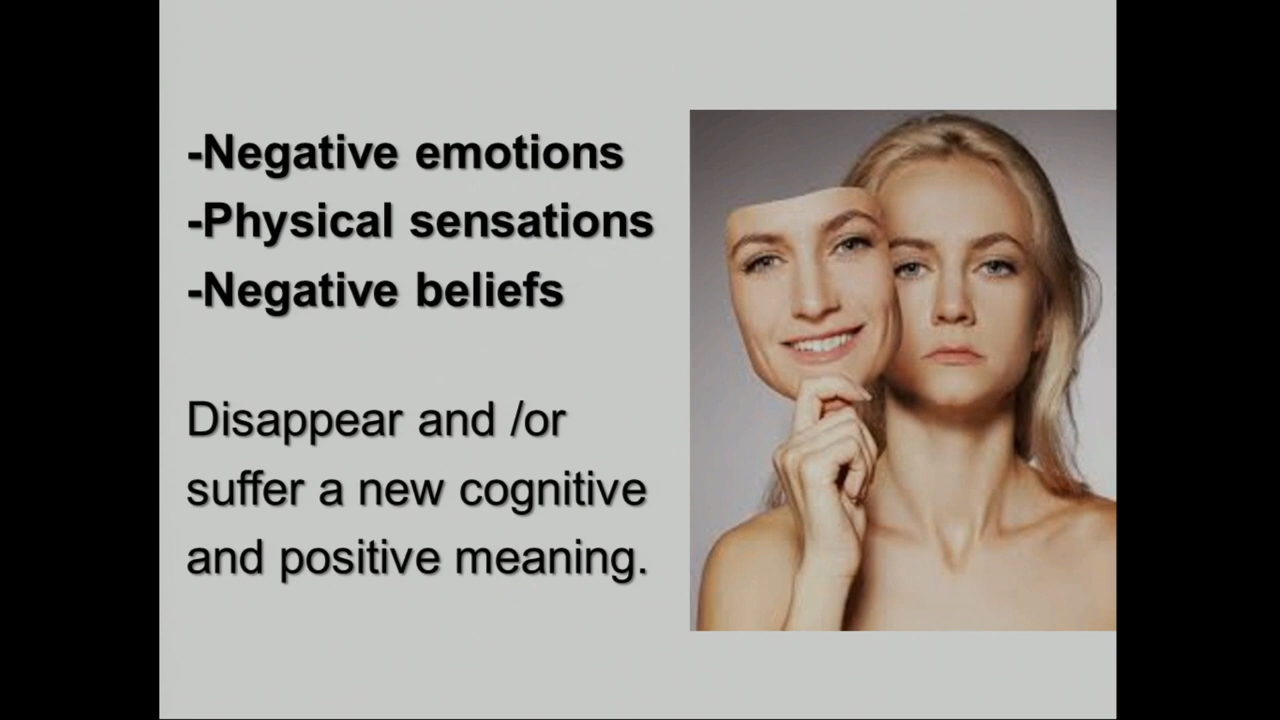 -Negative emotions
-Physical sensations
-Negative beliefs
Disappear and /or
suffer a new cognitive
and positive meaning.